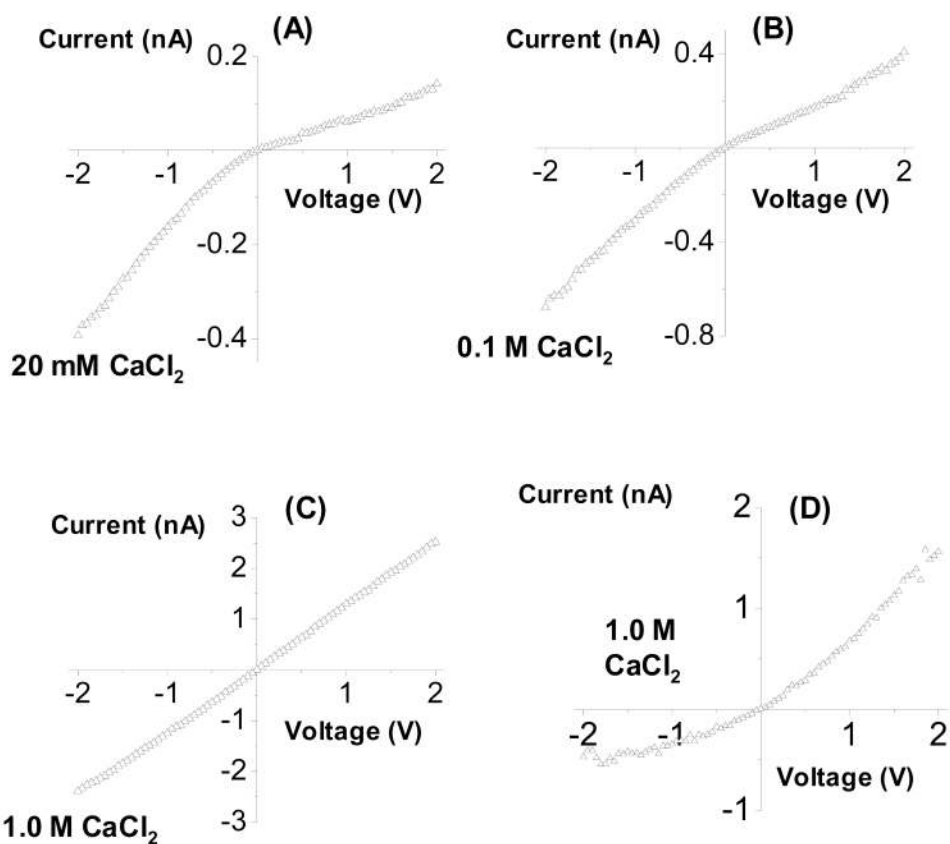 (A)
Current (nA)
0.2
-2
-1
1
2
Voltage (V)
-0.2
-0.4
20 mM CaCl₂
(B)
Current (nA)
0.4
-2
-1
1
2
Voltage (V)
-0.4
-0.8
0.1 M CaCl₂
(C)
Current (nA)
3
2
1
-2
-1
1
2
-1
Voltage (V)
-2
-3
1.0 M CaCl₂
(D)
Current (nA)
2
1
1.0 M
CaCl₂
-2
-1
1
2
Voltage (V)
-1